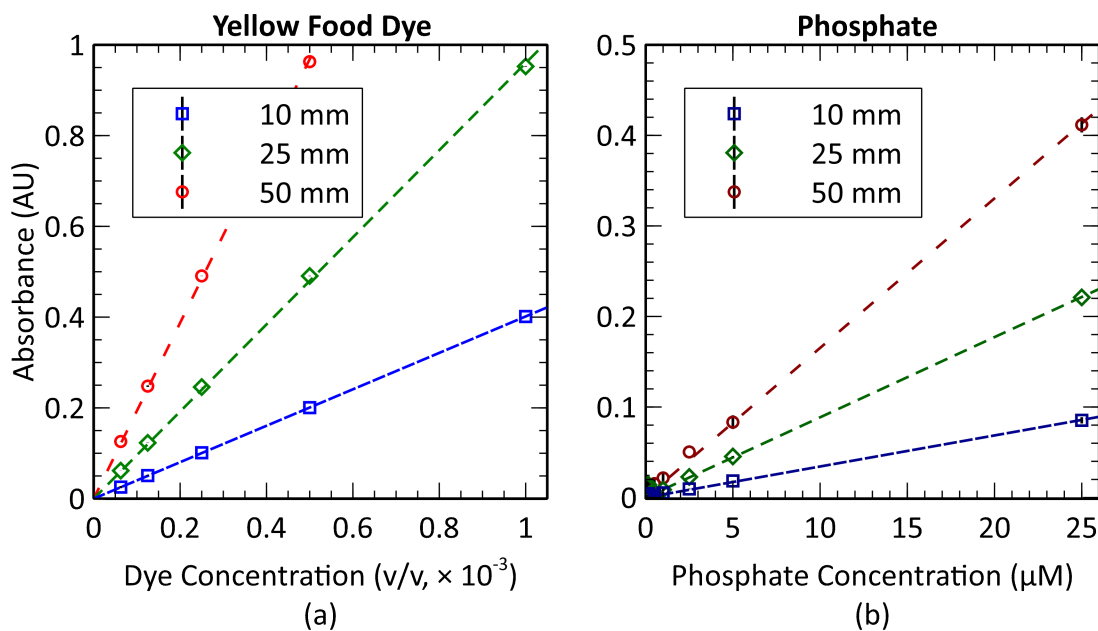 Yellow Food Dye
Absorbance (AU)
1
0.8
0.6
0.4
0.2
0
10 mm
25 mm
50 mm
0 0.2 0.4 0.6 0.8 1
Dye Concentration (v/v, × 10⁻³)
(a)
Phosphate
0.5
0.4
0.3
0.2
0.1
0
10 mm
25 mm
50 mm
0 5 10 15 20 25
Phosphate Concentration (µM)
(b)